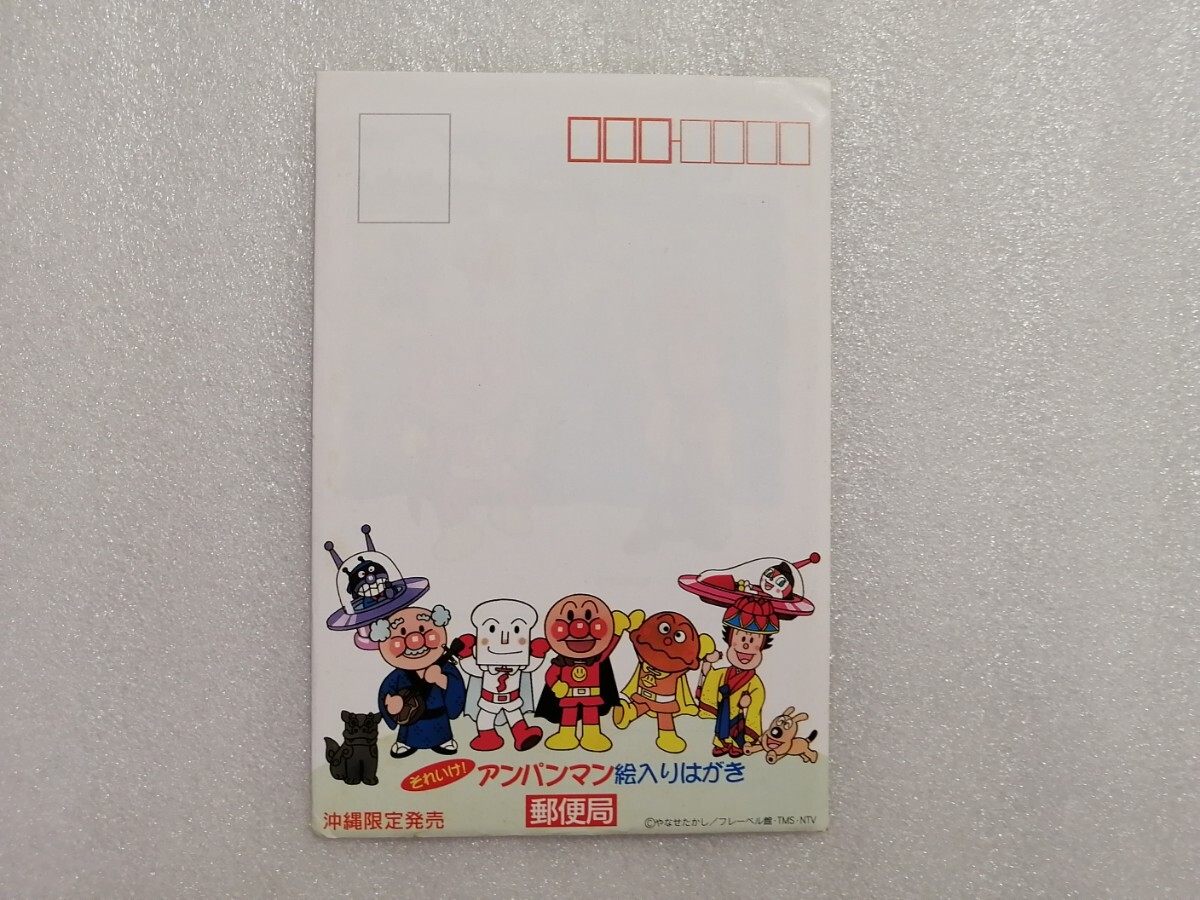 それいけ!
アンパンマン絵入りはがき
郵便局
沖縄限定発売
©やなせたかし/フレーベル館・TMS・NTV